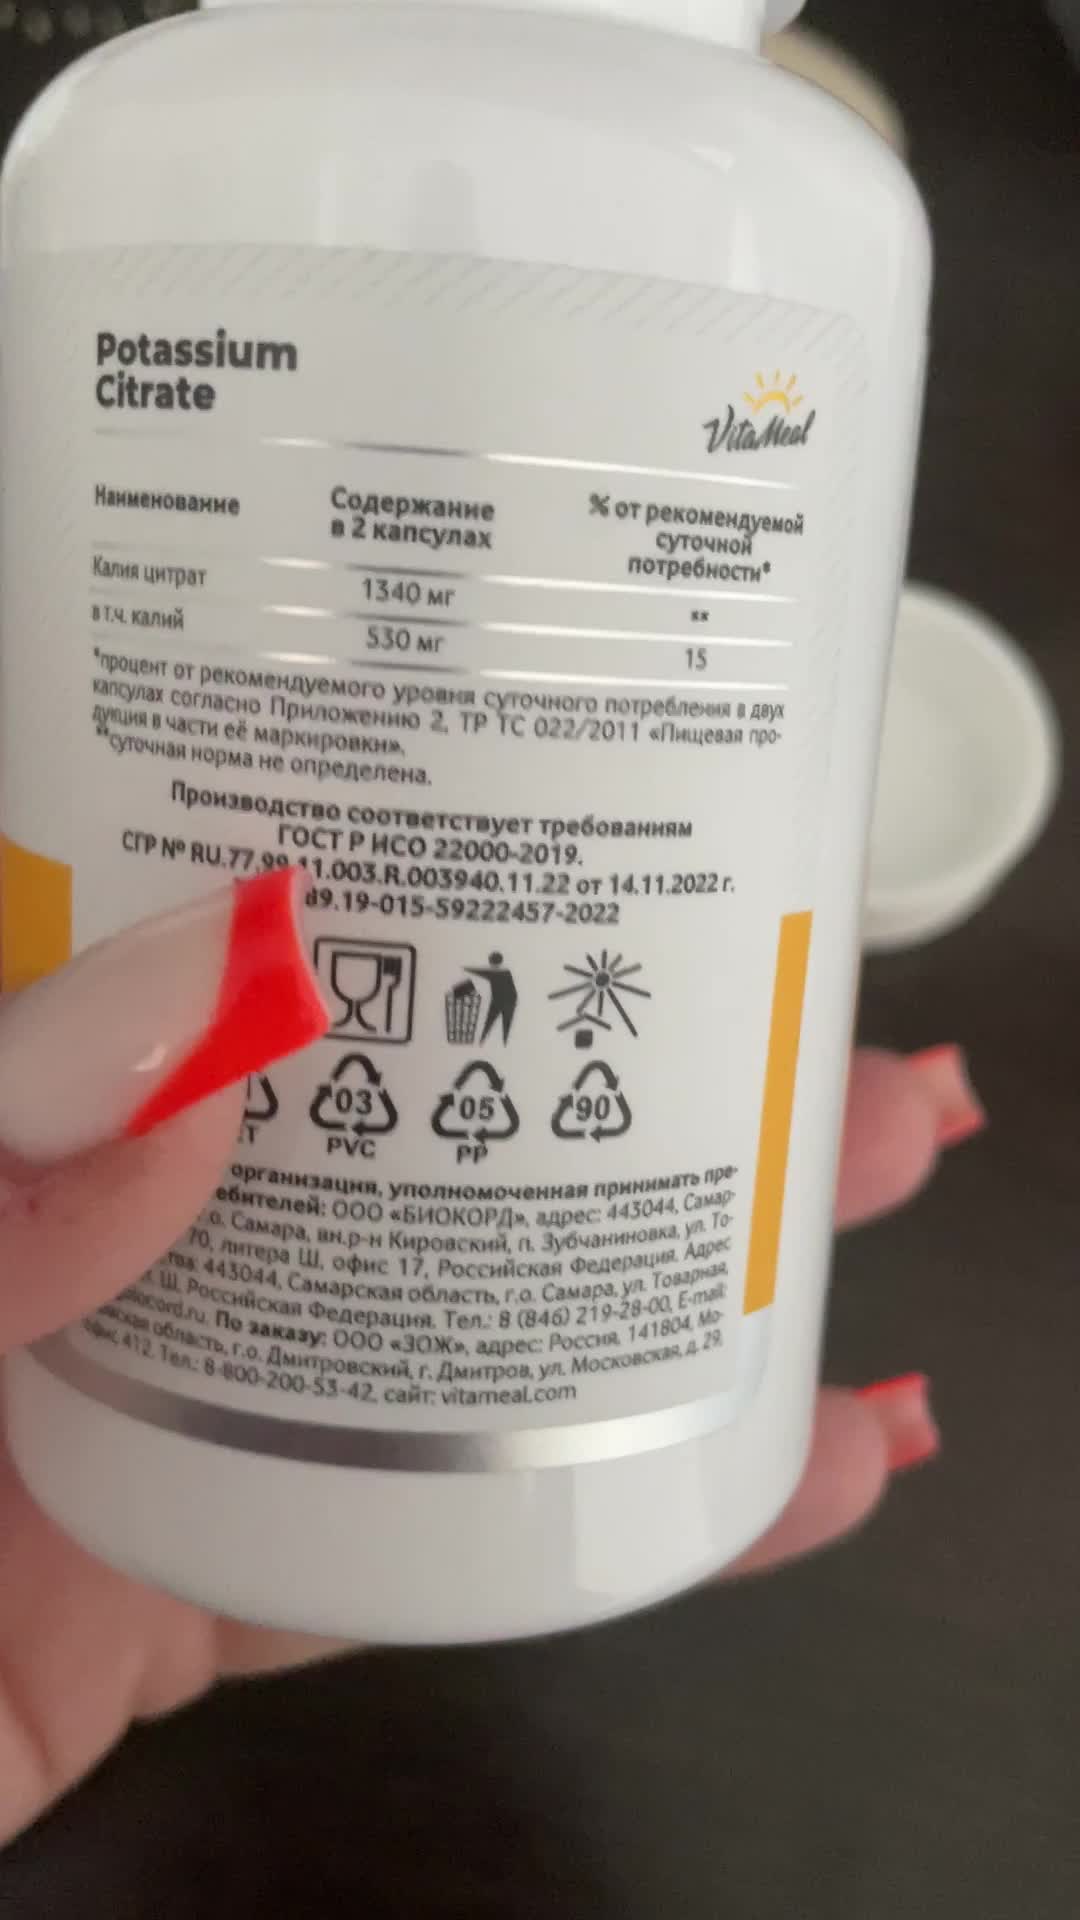 Potassium
Citrate
VitaMeal
Наименование
Содержание
в 2 капсулах
% от рекомендуемой
суточной
потребности*
Калия цитрат
1340 мг
**
в т.ч. калий
530 мг
15
*процент от рекомендуемого уровня суточного потребления в двух
капсулах согласно Приложению 2, ТР ТС 022/2011 «Пищевая про-
дукция в части её маркировки».
**суточная норма не определена.
Производство соответствует требованиям
ГОСТ Р ИСО 22000-2019.
СГР № RU.77.99.11.003.R.003940.11.22 от 14.11.2022 г.
19-015-59222457-2022
03
05
90
PVC
PP
организация, уполномоченная принимать пре-
ебителей: ООО «БИОКОРД», адрес: 443044, Самар-
г.о. Самара, вн.р-н Кировский, п. Зубчаниновка, ул. То-
70, литера Ш, офис 17, Российская Федерация. Адрес
443044, Самарская область, г.о. Самара, ул. Товарная,
Ш, Российская Федерация. Тел.: 8 (846) 219-28-00, E-mail:
biocord.ru. По заказу: ООО «ЗОЖ», адрес: Россия, 141804, Мо-
сковская область, г.о. Дмитровский, г. Дмитров, ул. Московская, д. 29,
офис 412. Тел.: 8-800-200-53-42, сайт: vitameal.com